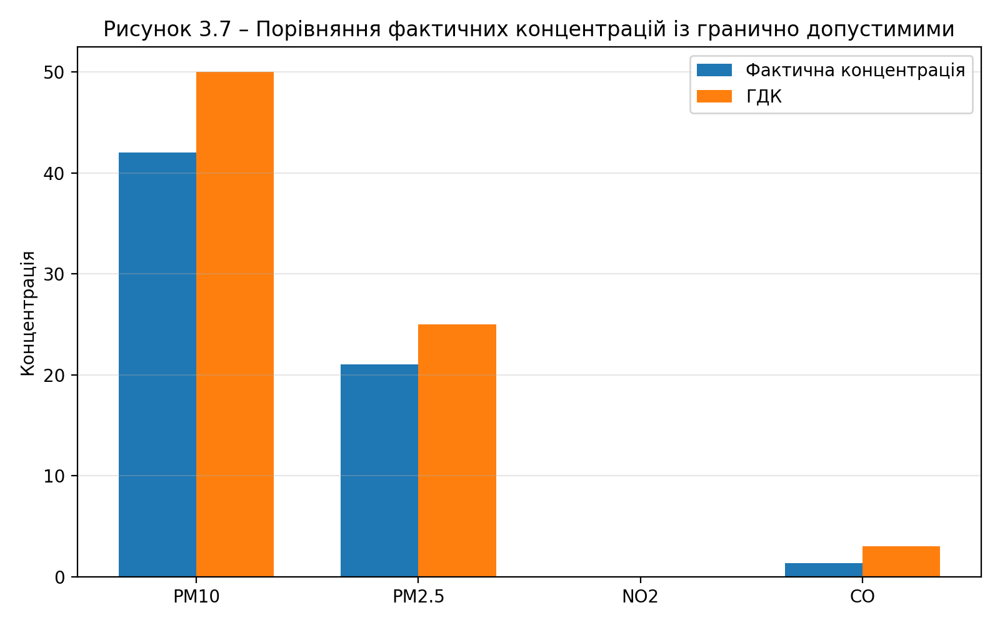 Рисунок 3.7 – Порівняння фактичних концентрацій із гранично допустимими
Фактична концентрація
ГДК
Концентрація
50
40
30
20
10
0
PM10
PM2.5
NO2
CO